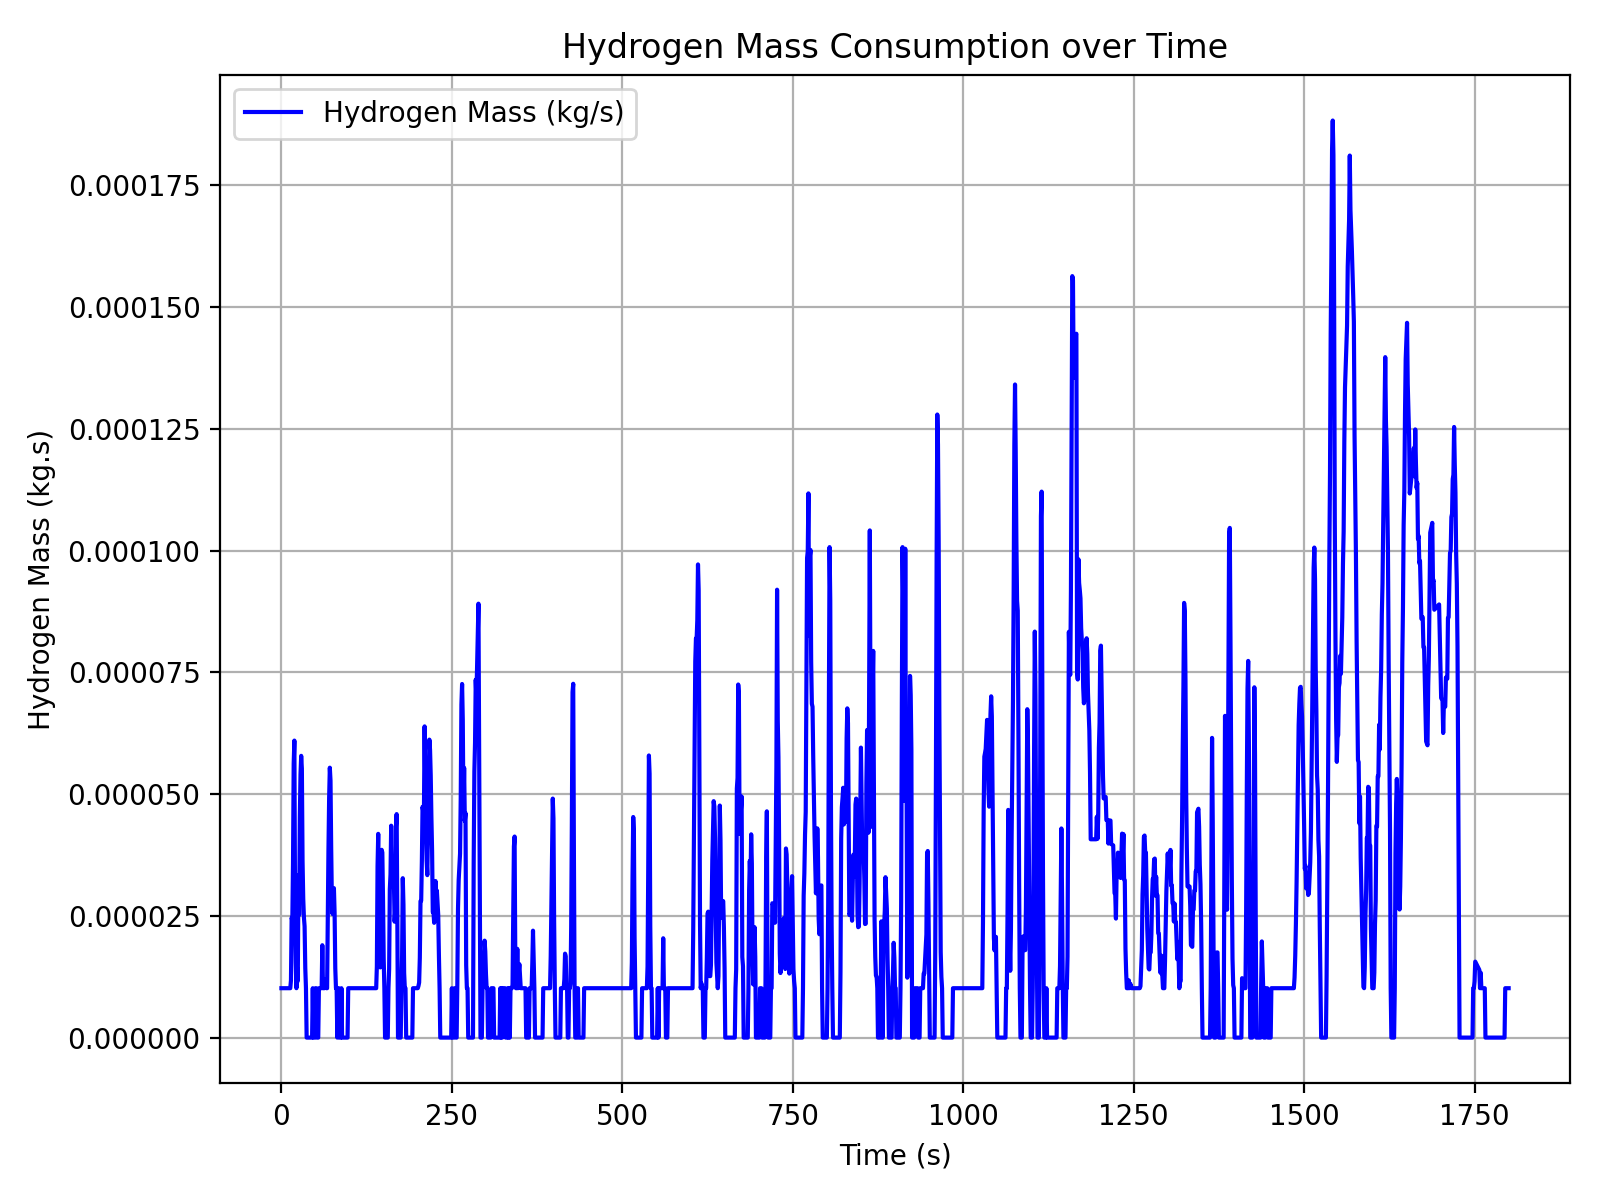 Hydrogen Mass Consumption over Time
Hydrogen Mass (kg/s)
Hydrogen Mass (kg.s)
0.000175
0.000150
0.000125
0.000100
0.000075
0.000050
0.000025
0.000000
0 250 500 750 1000 1250 1500 1750
Time (s)